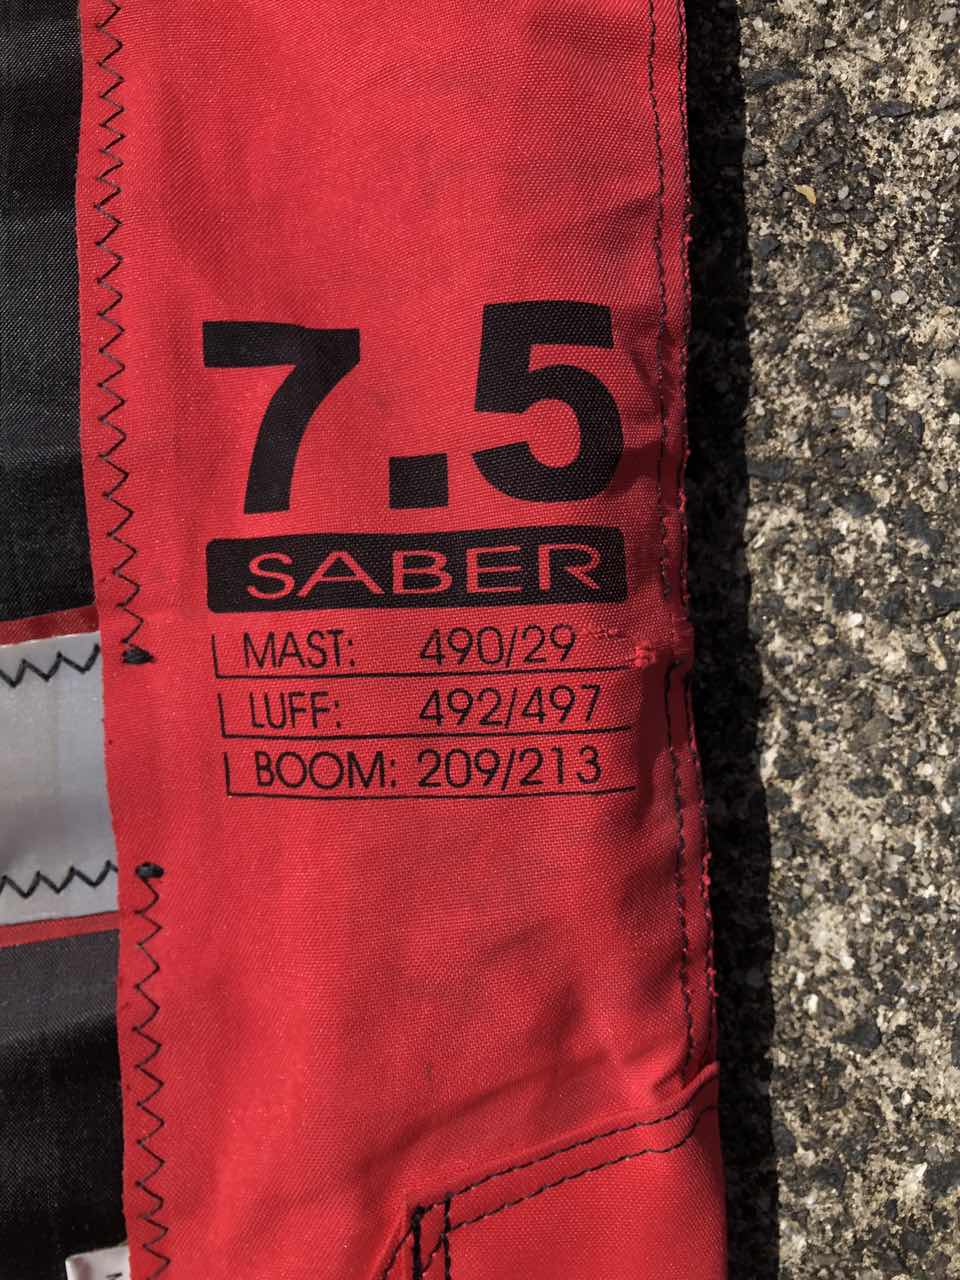 7.5
SABER
MAST: 490/29
LUFF: 492/497
BOOM: 209/213